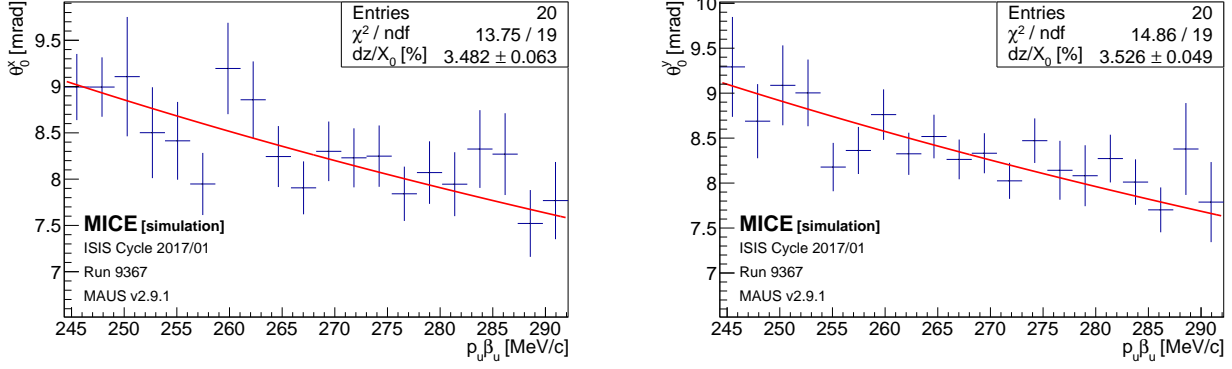 Entries 20
χ² / ndf 13.75 / 19
dz/X₀ [%] 3.482 ± 0.063
θ₀ˣ [mrad]
9.5
9
8.5
8
7.5
7
MICE [simulation]
ISIS Cycle 2017/01
Run 9367
MAUS v2.9.1
245 250 255 260 265 270 275 280 285 290
pᵤβᵤ [MeV/c]
Entries 20
χ² / ndf 14.86 / 19
dz/X₀ [%] 3.526 ± 0.049
θ₀ʸ [mrad]
10
9.5
9
8.5
8
7.5
7
MICE [simulation]
ISIS Cycle 2017/01
Run 9367
MAUS v2.9.1
245 250 255 260 265 270 275 280 285 290
pᵤβᵤ [MeV/c]